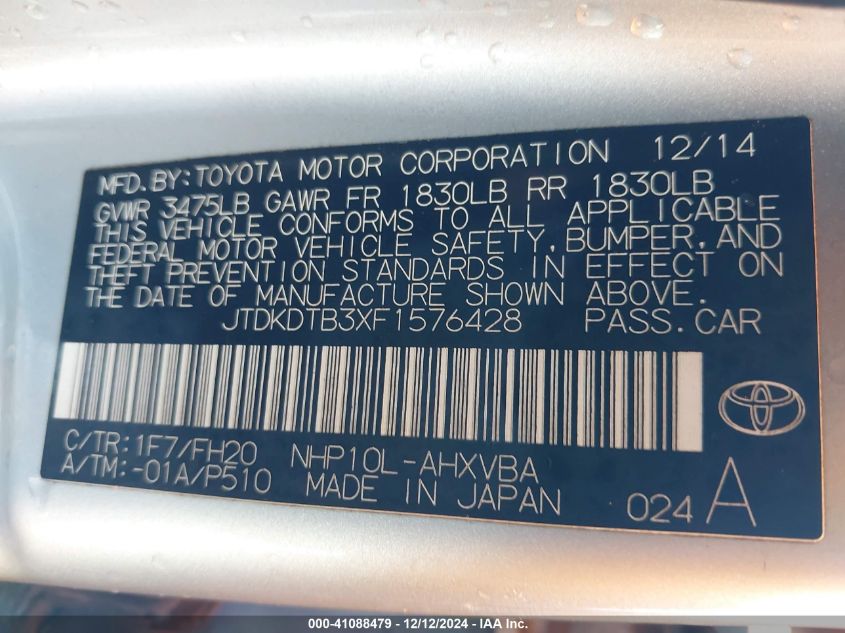 MFD.BY:TOYOTA MOTOR CORPORATION 12/14
GVWR 3475LB GAWR FR 1830LB RR 1830LB
THIS VEHICLE CONFORMS TO ALL APPLICABLE
FEDERAL MOTOR VEHICLE SAFETY, BUMPER, AND
THEFT PREVENTION STANDARDS IN EFFECT ON
THE DATE OF MANUFACTURE SHOWN ABOVE.
JTDKDTB3XF1576428 PASS.CAR
C/TR:1F7/FH20 NHP10L-AHXVBA
A/TM:-01A/P510 MADE IN JAPAN 024 A
000-41088479 - 12/12/2024 - IAA Inc.